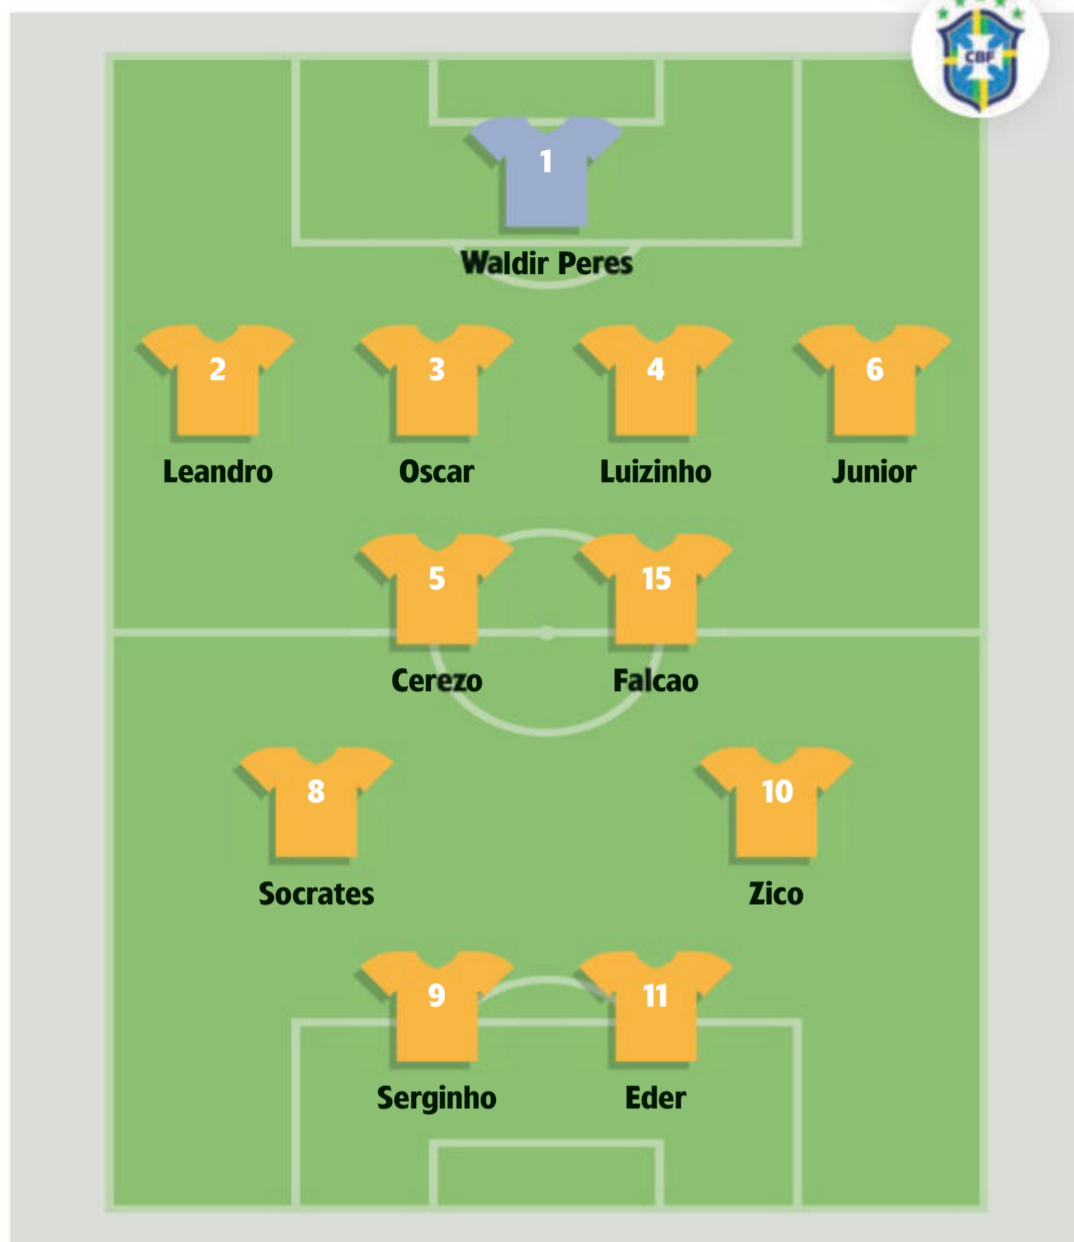 CBF
1
Waldir Peres
2 3 4 6
Leandro Oscar Luizinho Junior
5 15
Cerezo Falcao
8 10
Socrates Zico
9 11
Serginho Eder